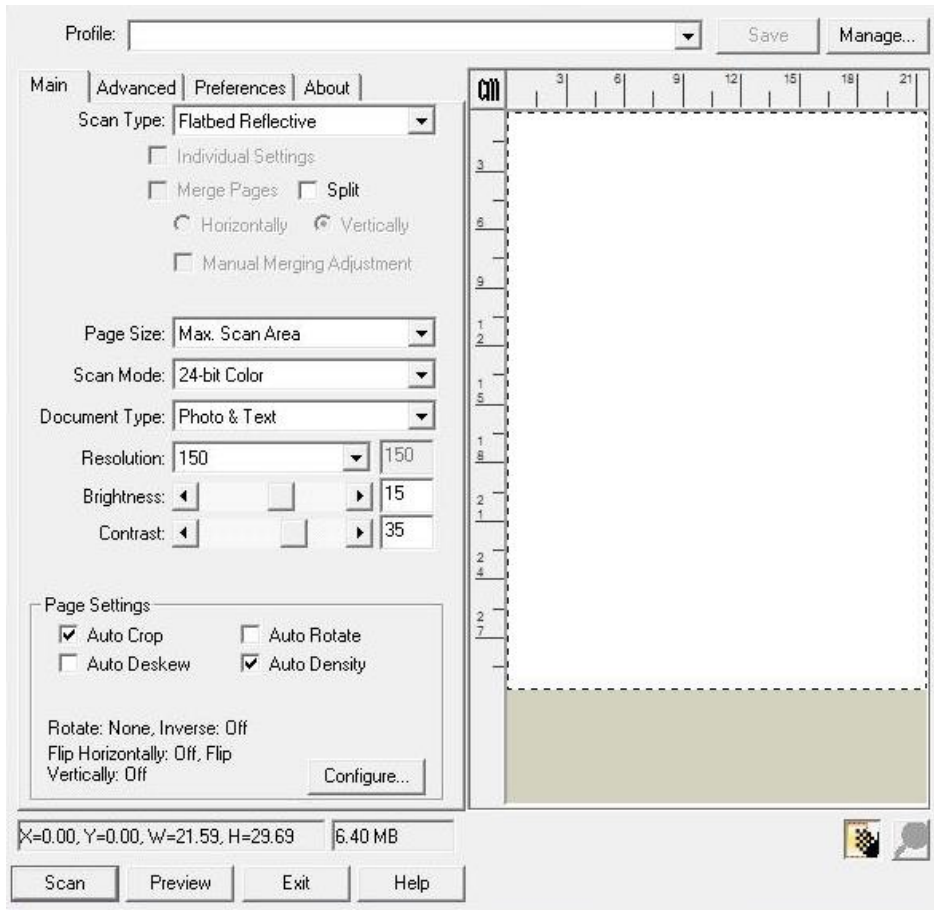 Profile:
Save
Manage...
Main
Advanced
Preferences
About
Scan Type: Flatbed Reflective
Individual Settings
Merge Pages
Split
Horizontally
Vertically
Manual Merging Adjustment
Page Size: Max. Scan Area
Scan Mode: 24-bit Color
Document Type: Photo & Text
Resolution: 150
150
Brightness:
15
Contrast:
35
Page Settings
Auto Crop
Auto Rotate
Auto Deskew
Auto Density
Rotate: None, Inverse: Off
Flip Horizontally: Off, Flip
Vertically: Off
Configure...
X=0.00, Y=0.00, W=21.59, H=29.69
6.40 MB
Scan
Preview
Exit
Help
cm
3 6 9 12 15 18 21
3
6
9
12
15
18
21
24
27